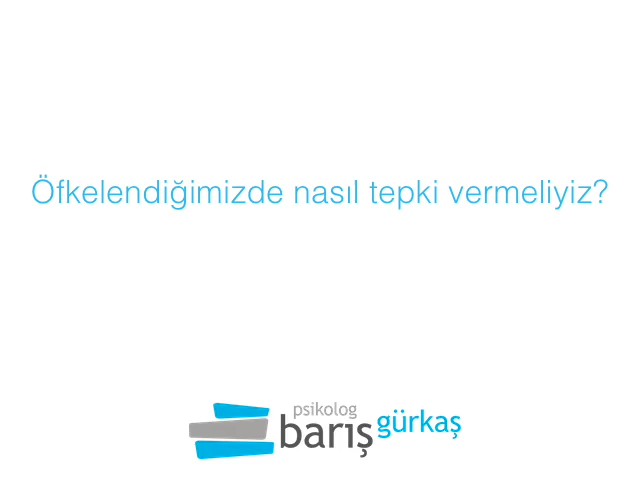 Öfkelendiğimizde nasıl tepki vermeliyiz?
psikolog
barış gürkaş